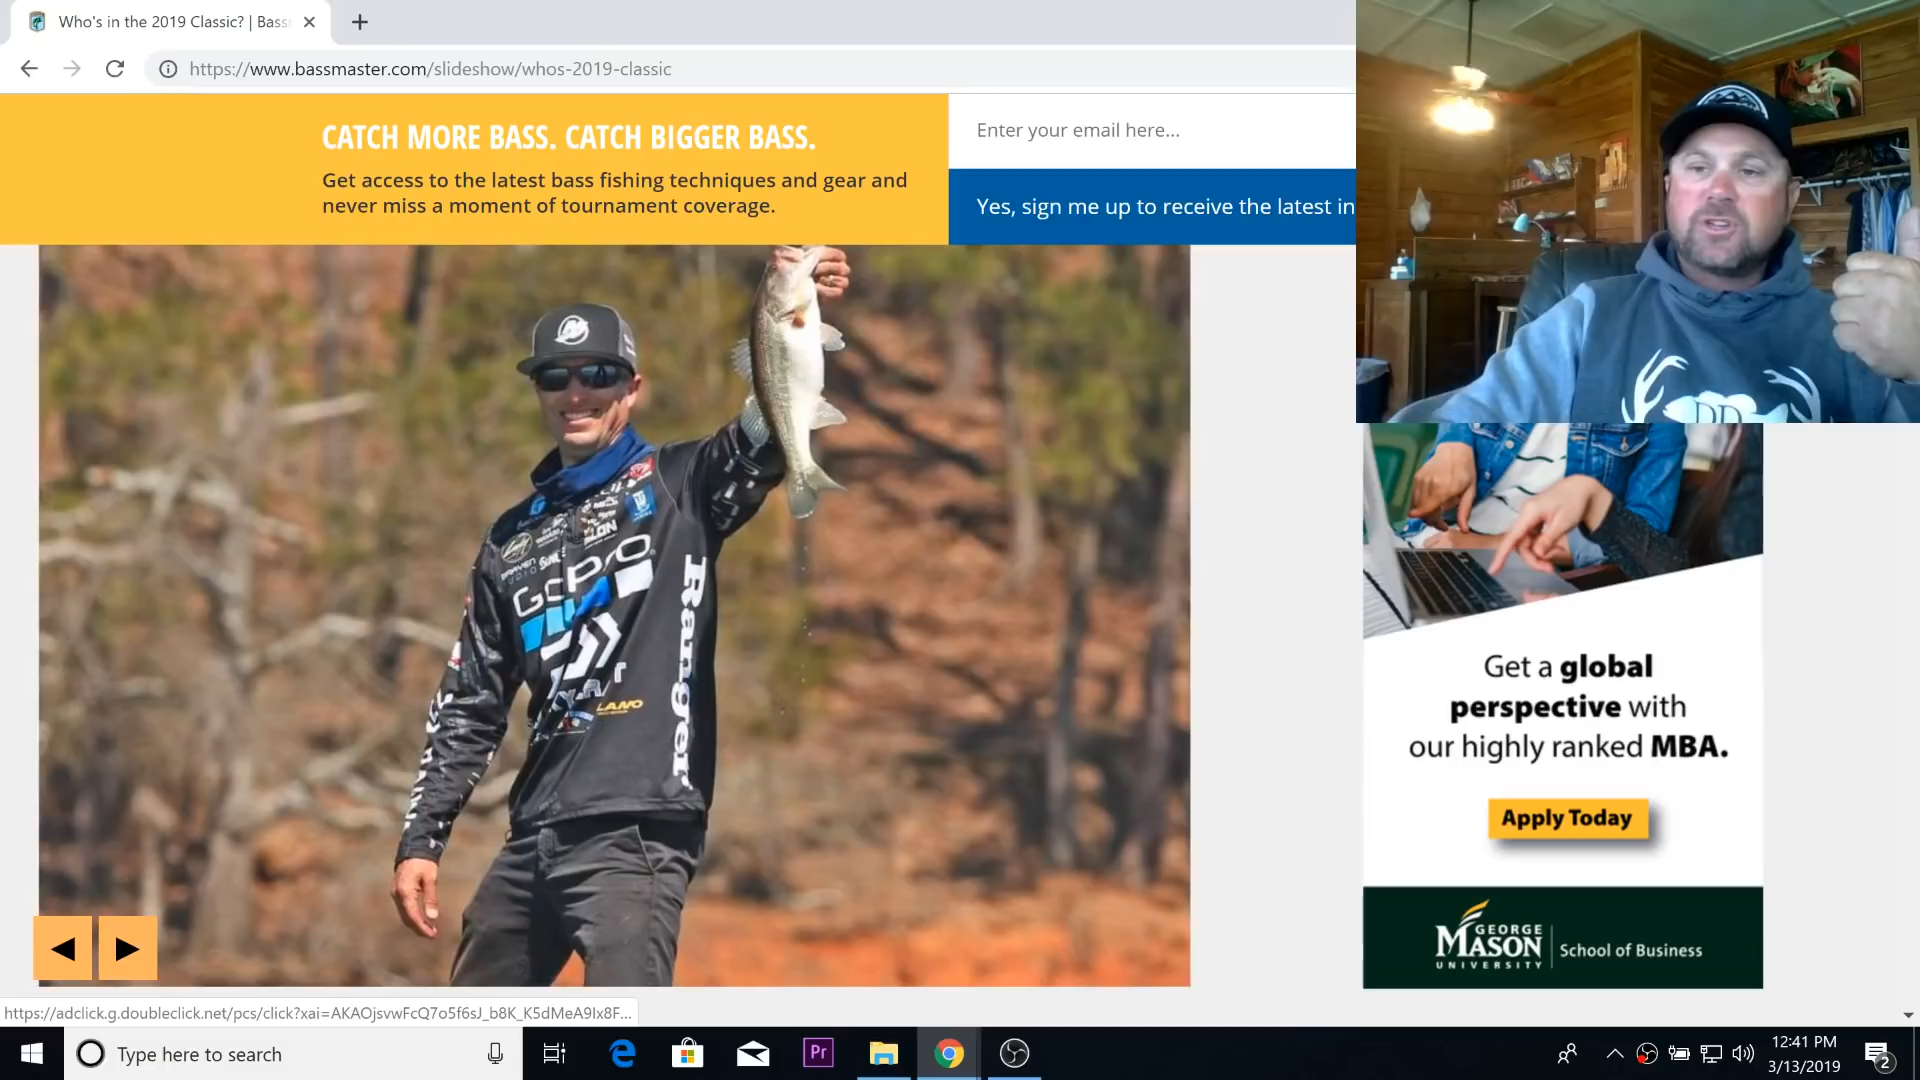 Who's in the 2019 Classic? | Bass
https://www.bassmaster.com/slideshow/whos-2019-classic
CATCH MORE BASS. CATCH BIGGER BASS.
Get access to the latest bass fishing techniques and gear and
never miss a moment of tournament coverage.
Enter your email here...
Yes, sign me up to receive the latest in
GoPro
Ranger
Get a global
perspective with
our highly ranked MBA.
Apply Today
GEORGE
MASON
UNIVERSITY
School of Business
https://adclick.g.doubleclick.net/pcs/click?xai=AKAOjsvwFcQ7o5f6sJ_b8K_K5dMeA9Ix8F...
Type here to search
Pr
12:41 PM
3/13/2019
2